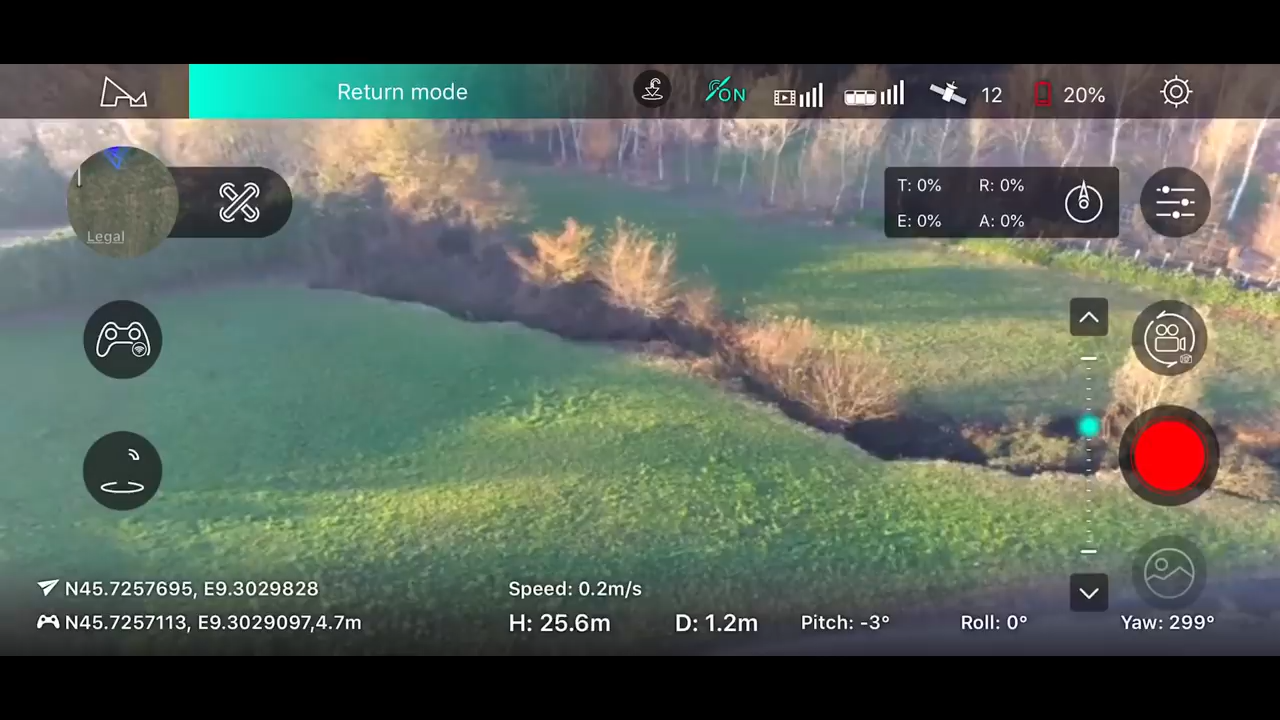 Return mode
ON
12
20%
T: 0% R: 0%
E: 0% A: 0%
Legal
N45.7257695, E9.3029828
Speed: 0.2m/s
N45.7257113, E9.3029097,4.7m
H: 25.6m D: 1.2m Pitch: -3° Roll: 0° Yaw: 299°